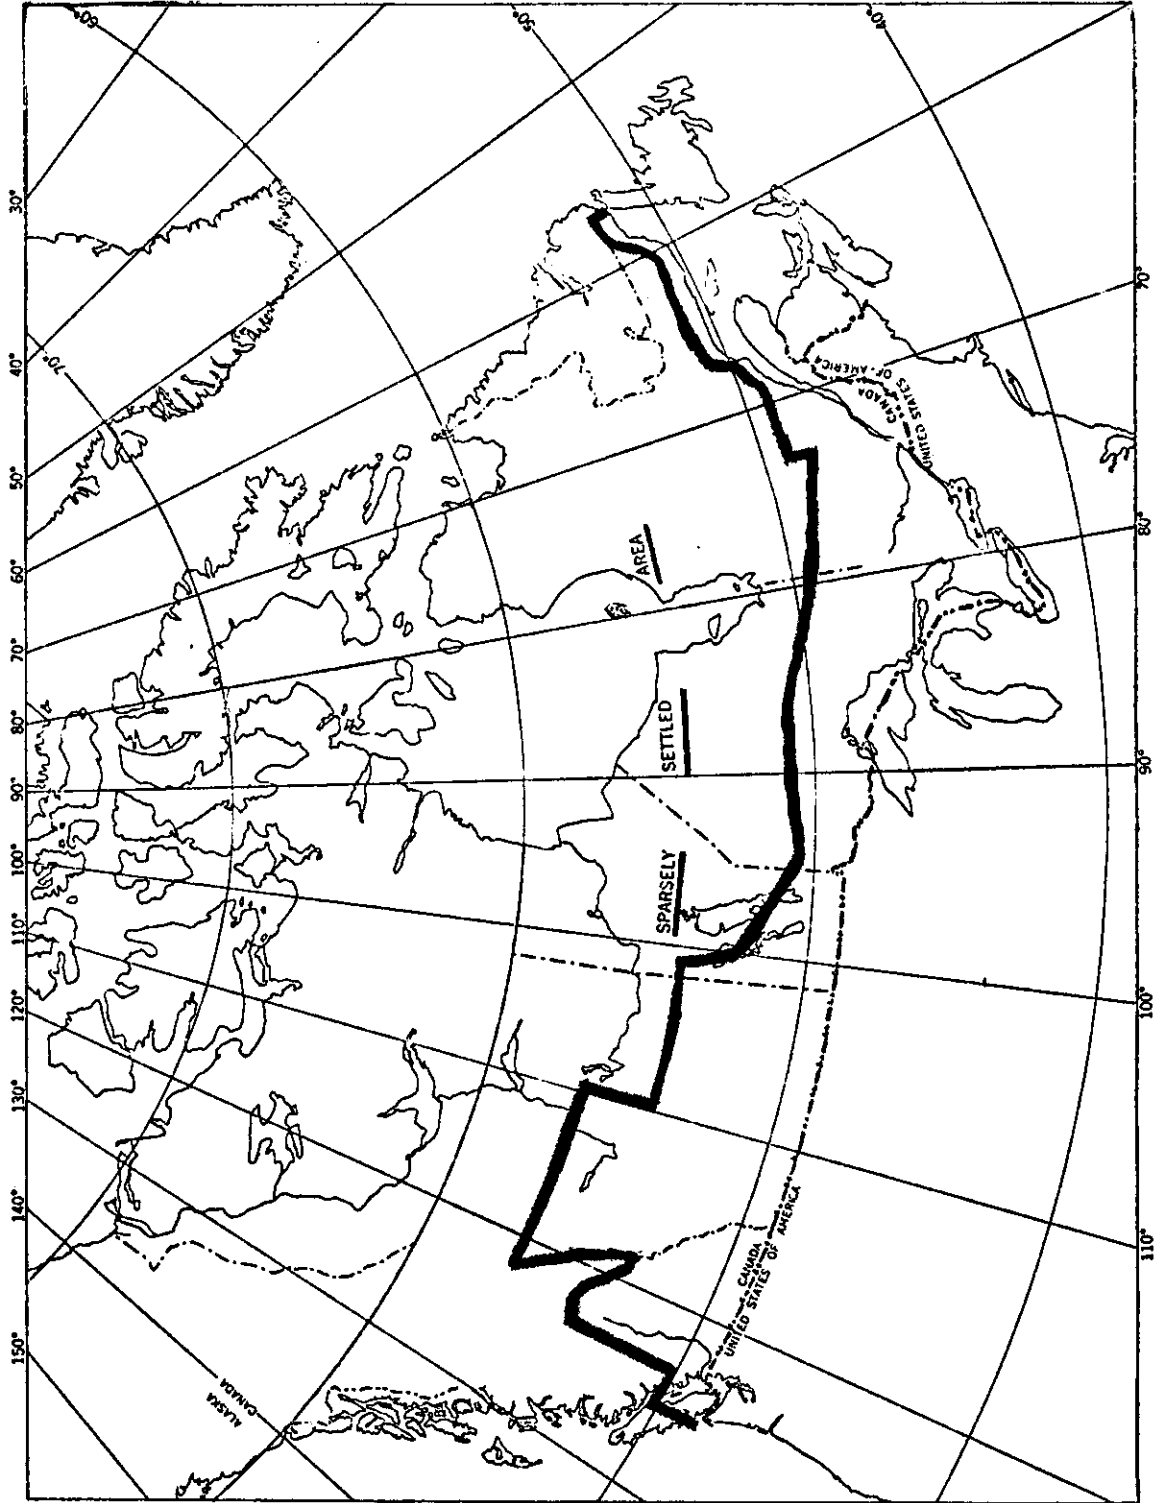 60°
50°
40°
30°
40°
50°
60°
70°
80°
90°
100°
110°
120°
130°
140°
150°
70°
70°
80°
90°
100°
110°
SPARSELY
SETTLED
AREA
CANADA
UNITED STATES OF AMERICA
CANADA
UNITED STATES OF AMERICA
ALASKA
CANADA